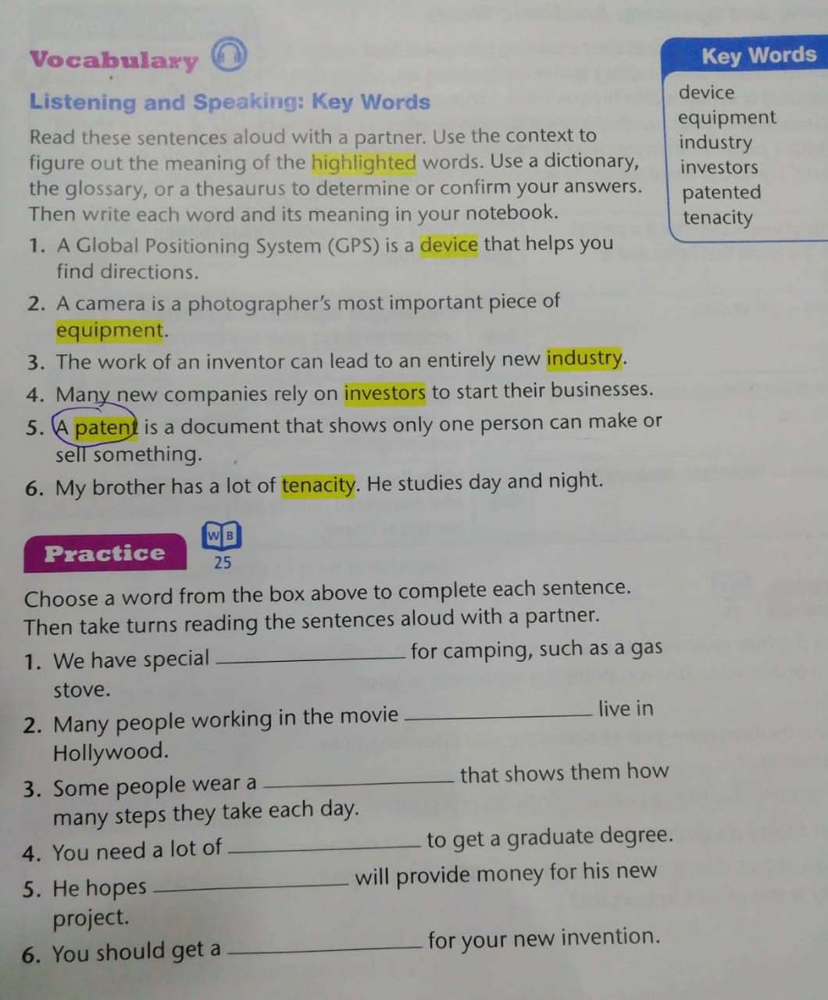 Vocabulary
Listening and Speaking: Key Words
Read these sentences aloud with a partner. Use the context to
figure out the meaning of the highlighted words. Use a dictionary,
the glossary, or a thesaurus to determine or confirm your answers.
Then write each word and its meaning in your notebook.
1. A Global Positioning System (GPS) is a device that helps you
find directions.
2. A camera is a photographer's most important piece of
equipment.
3. The work of an inventor can lead to an entirely new industry.
4. Many new companies rely on investors to start their businesses.
5. A patent is a document that shows only one person can make or
sell something.
6. My brother has a lot of tenacity. He studies day and night.
Key Words
device
equipment
industry
investors
patented
tenacity
Practice
W B
25
Choose a word from the box above to complete each sentence.
Then take turns reading the sentences aloud with a partner.
1. We have special ____ for camping, such as a gas
stove.
2. Many people working in the movie ____ live in
Hollywood.
3. Some people wear a ____ that shows them how
many steps they take each day.
4. You need a lot of ____ to get a graduate degree.
5. He hopes ____ will provide money for his new
project.
6. You should get a ____ for your new invention.